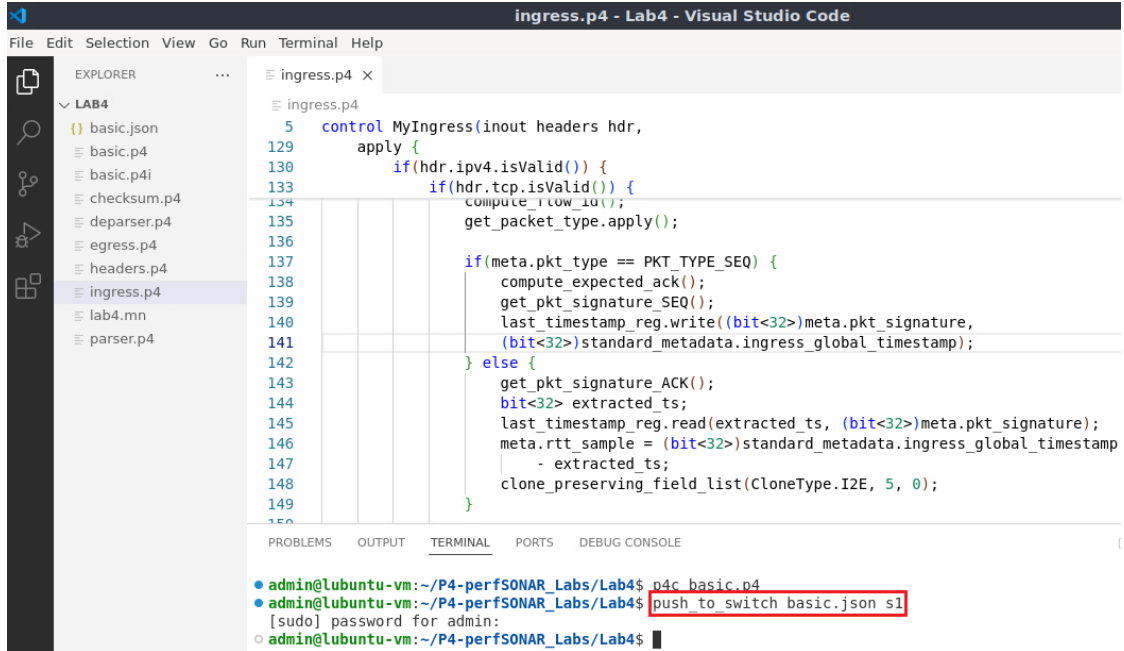 ingress.p4 - Lab4 - Visual Studio Code
File Edit Selection View Go Run Terminal Help
EXPLORER ...
LAB4
{} basic.json
basic.p4
basic.p4i
checksum.p4
deparser.p4
egress.p4
headers.p4
ingress.p4
lab4.mn
parser.p4
ingress.p4 ×
ingress.p4
5 control MyIngress(inout headers hdr,
129 apply {
130 if(hdr.ipv4.isValid()) {
133 if(hdr.tcp.isValid()) {
134 compute_flow_id();
135 get_packet_type.apply();
136
137 if(meta.pkt_type == PKT_TYPE_SEQ) {
138 compute_expected_ack();
139 get_pkt_signature_SEQ();
140 last_timestamp_reg.write((bit<32>)meta.pkt_signature,
141 (bit<32>)standard_metadata.ingress_global_timestamp);
142 } else {
143 get_pkt_signature_ACK();
144 bit<32> extracted_ts;
145 last_timestamp_reg.read(extracted_ts, (bit<32>)meta.pkt_signature);
146 meta.rtt_sample = (bit<32>)standard_metadata.ingress_global_timestamp
147 - extracted_ts;
148 clone_preserving_field_list(CloneType.I2E, 5, 0);
149 }
150
PROBLEMS OUTPUT TERMINAL PORTS DEBUG CONSOLE
admin@lubuntu-vm:~/P4-perfSONAR_Labs/Lab4$ p4c basic.p4
admin@lubuntu-vm:~/P4-perfSONAR_Labs/Lab4$ push_to_switch basic.json s1
[sudo] password for admin:
admin@lubuntu-vm:~/P4-perfSONAR_Labs/Lab4$